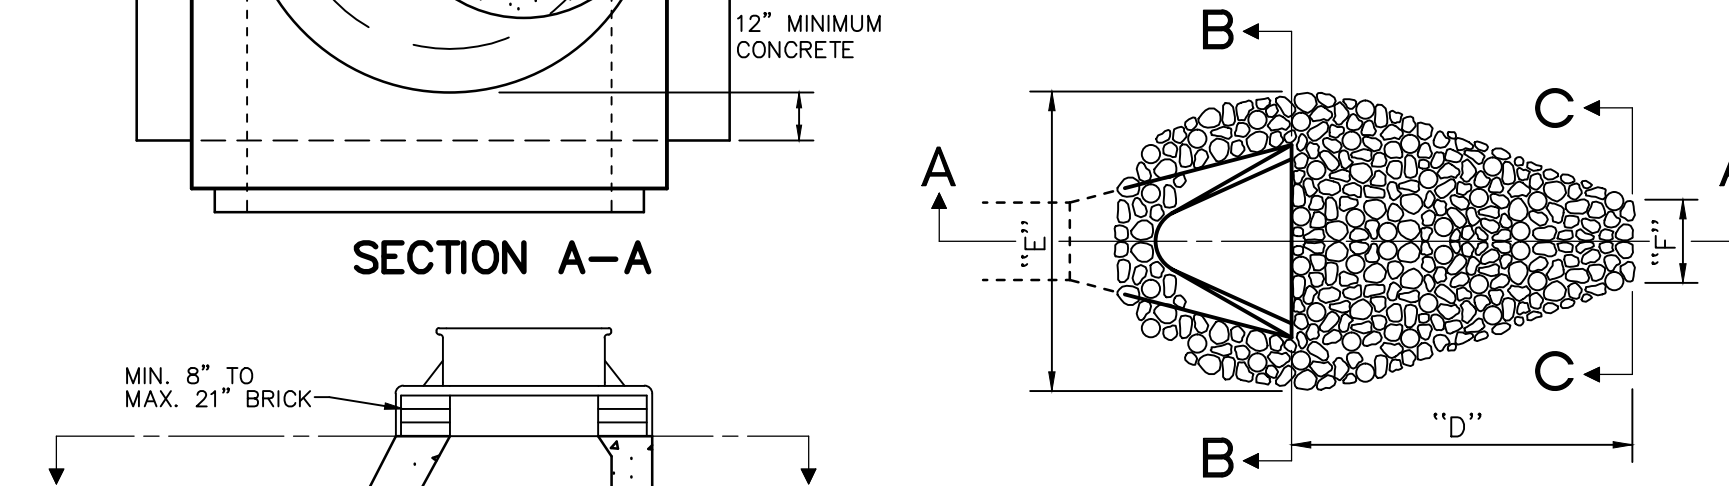 12” MINIMUM
CONCRETE
SECTION A–A
MIN. 8” TO
MAX. 21” BRICK
B
C
A
“E”
“F”
C
“D”
B